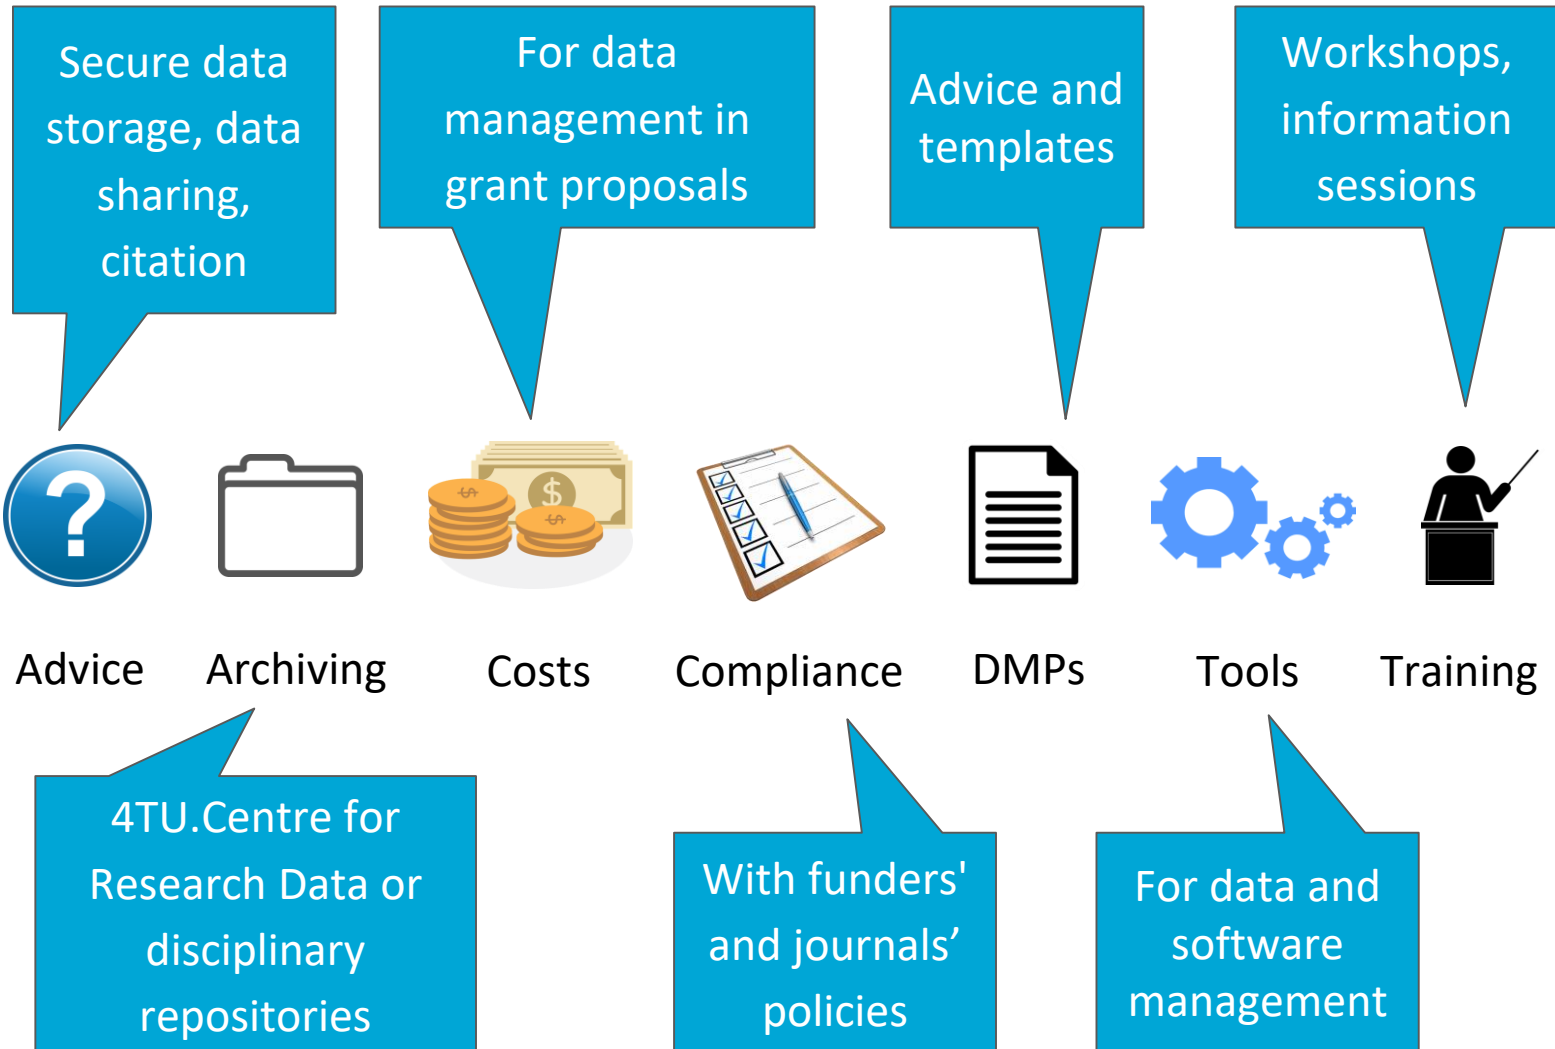 Secure data
storage, data
sharing,
citation
For data
management in
grant proposals
Advice and
templates
Workshops,
information
sessions
?
$
$
$
Advice
Archiving
Costs
Compliance
DMPs
Tools
Training
4TU.Centre for
Research Data or
disciplinary
repositories
With funders'
and journals’
policies
For data and
software
management